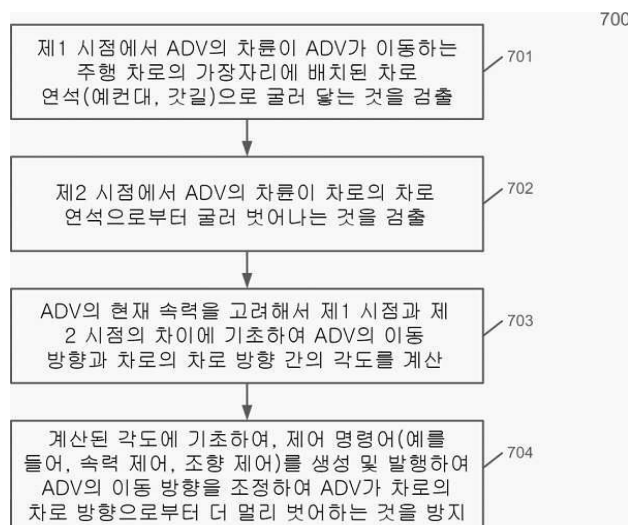 700
제1 시점에서 ADV의 차륜이 ADV가 이동하는
주행 차로의 가장자리에 배치된 차로
연석(예컨대, 갓길)으로 굴러 닿는 것을 검출
701
제2 시점에서 ADV의 차륜이 차로의 차로
연석으로부터 굴러 벗어나는 것을 검출
702
ADV의 현재 속력을 고려해서 제1 시점과 제
2 시점의 차이에 기초하여 ADV의 이동
방향과 차로의 차로 방향 간의 각도를 계산
703
계산된 각도에 기초하여, 제어 명령어(예를
들어, 속력 제어, 조향 제어)를 생성 및 발행하여
ADV의 이동 방향을 조정하여 ADV가 차로의
차로 방향으로부터 더 멀리 벗어하는 것을 방지
704